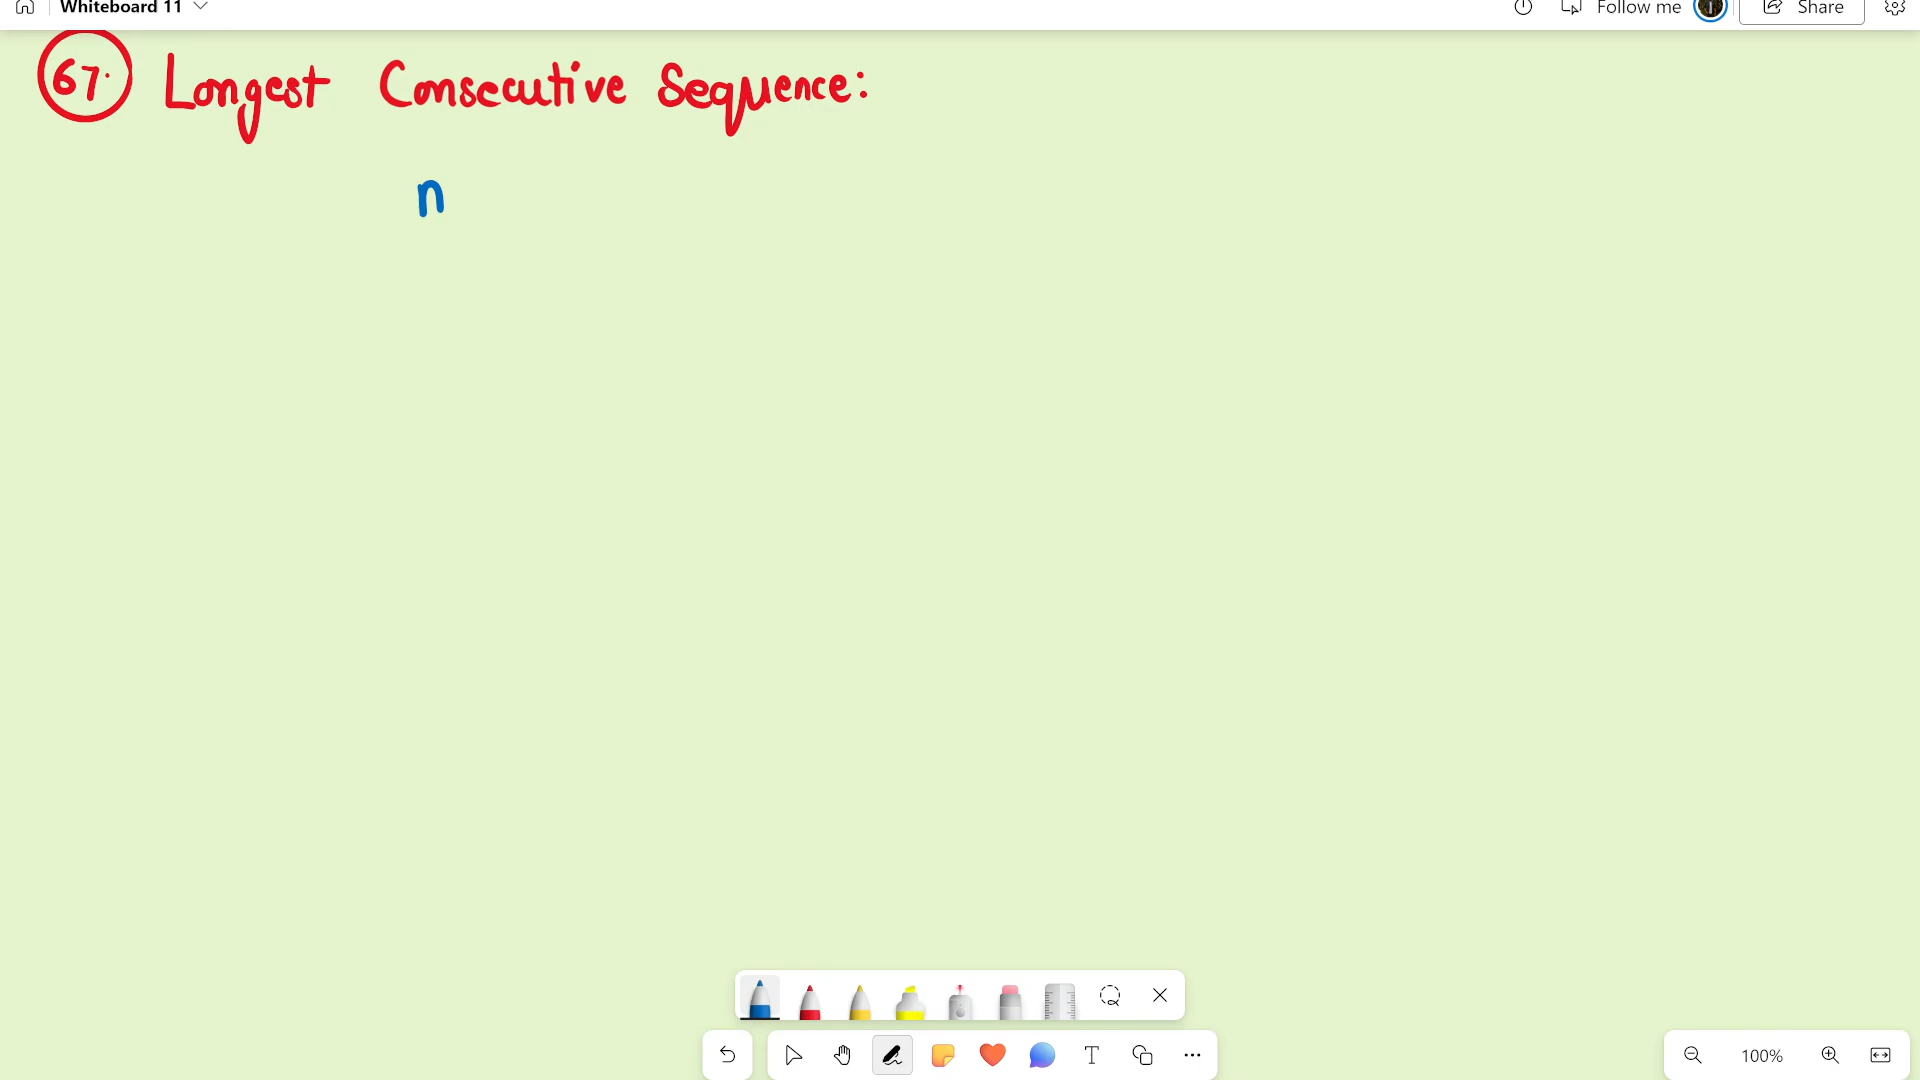 Whiteboard 11 Follow me Share
67. Longest Consecutive Sequence:
n
T
100%